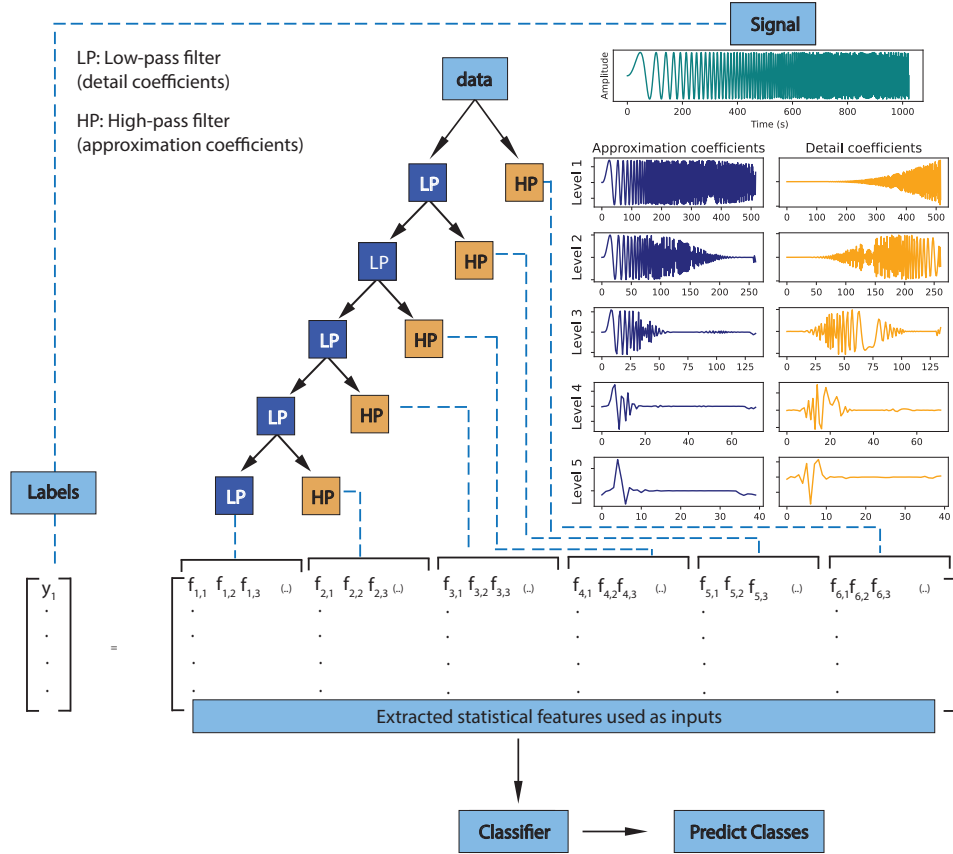 Signal
LP: Low-pass filter
(detail coefficients)
HP: High-pass filter
(approximation coefficients)
data
Amplitude
0 200 400 600 800 1000
Time (s)
Approximation coefficients Detail coefficients
LP HP
Level 1
0 100 200 300 400 500 0 100 200 300 400 500
LP HP
Level 2
0 50 100 150 200 250 0 50 100 150 200 250
LP HP
Level 3
0 25 50 75 100 125 0 25 50 75 100 125
LP HP
Level 4
0 20 40 60 0 20 40 60
Labels
LP HP
Level 5
0 10 20 30 40 0 10 20 30 40
y1 = f1,1 f1,2 f1,3 (..) f2,1 f2,2 f2,3 (..) f3,1 f3,2 f3,3 (..) f4,1 f4,2 f4,3 (..) f5,1 f5,2 f5,3 (..) f6,1 f6,2 f6,3 (..)
Extracted statistical features used as inputs
Classifier Predict Classes